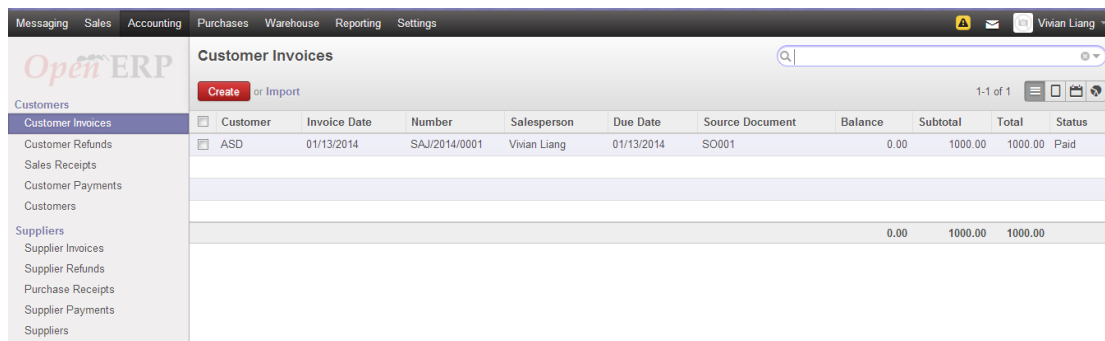 Messaging Sales Accounting Purchases Warehouse Reporting Settings Vivian Liang
Open ERP
Customer Invoices
Create or Import 1-1 of 1
Customers
Customer Invoices
Customer Refunds
Sales Receipts
Customer Payments
Customers
Suppliers
Supplier Invoices
Supplier Refunds
Purchase Receipts
Supplier Payments
Suppliers
Customer Invoice Date Number Salesperson Due Date Source Document Balance Subtotal Total Status
ASD 01/13/2014 SAJ/2014/0001 Vivian Liang 01/13/2014 SO001 0.00 1000.00 1000.00 Paid
0.00 1000.00 1000.00